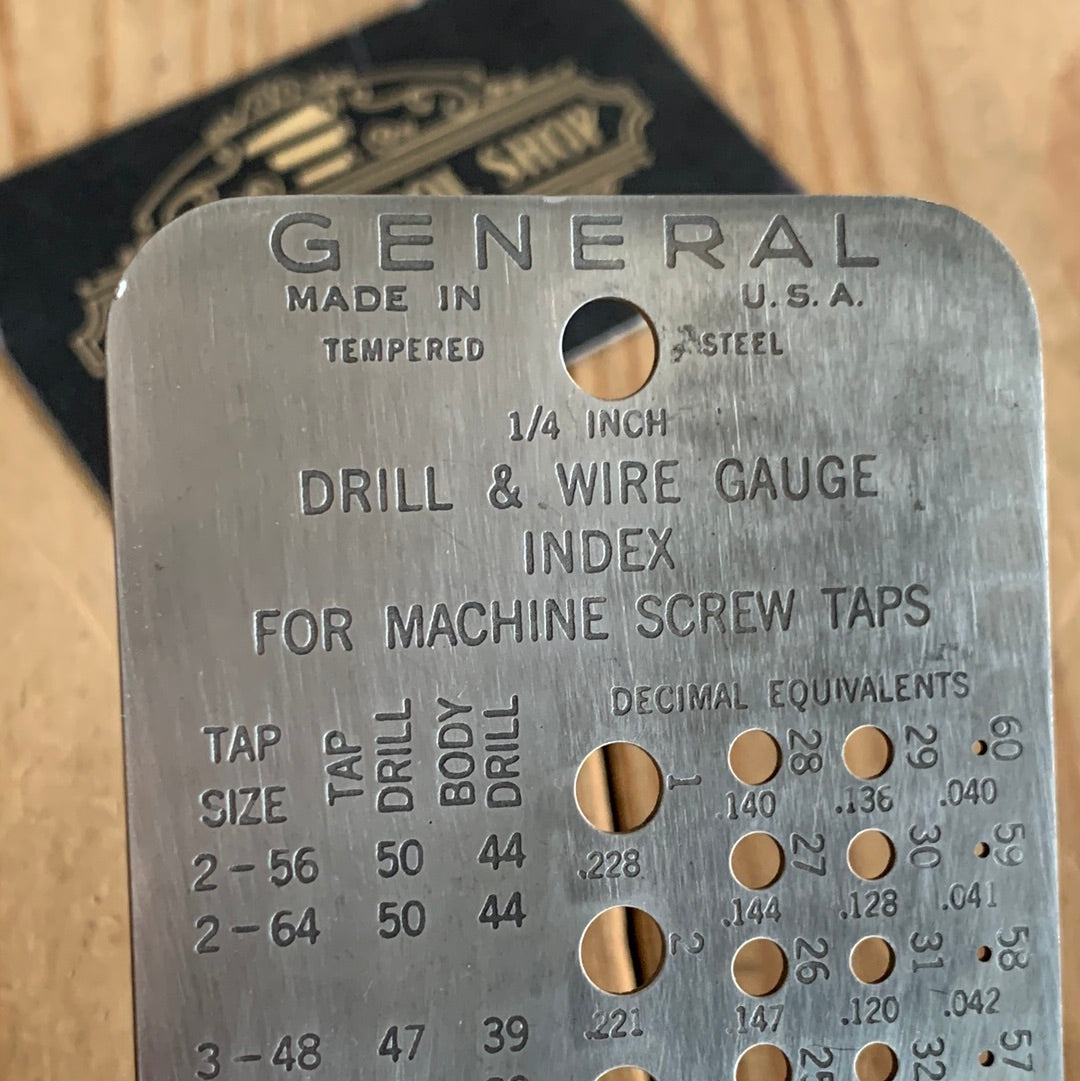 SHOP
GENERAL
MADE IN U.S.A.
TEMPERED STEEL
1/4 INCH
DRILL & WIRE GAUGE
INDEX
FOR MACHINE SCREW TAPS
DECIMAL EQUIVALENTS
TAP SIZE
TAP DRILL
BODY DRILL
1 28 29 60
.228 .140 .136 .040
2-56 50 44
27 30 59
.144 .128 .041
2-64 50 44
2 26 31 58
.221 .147 .120 .042
3-48 47 39
25 32 57